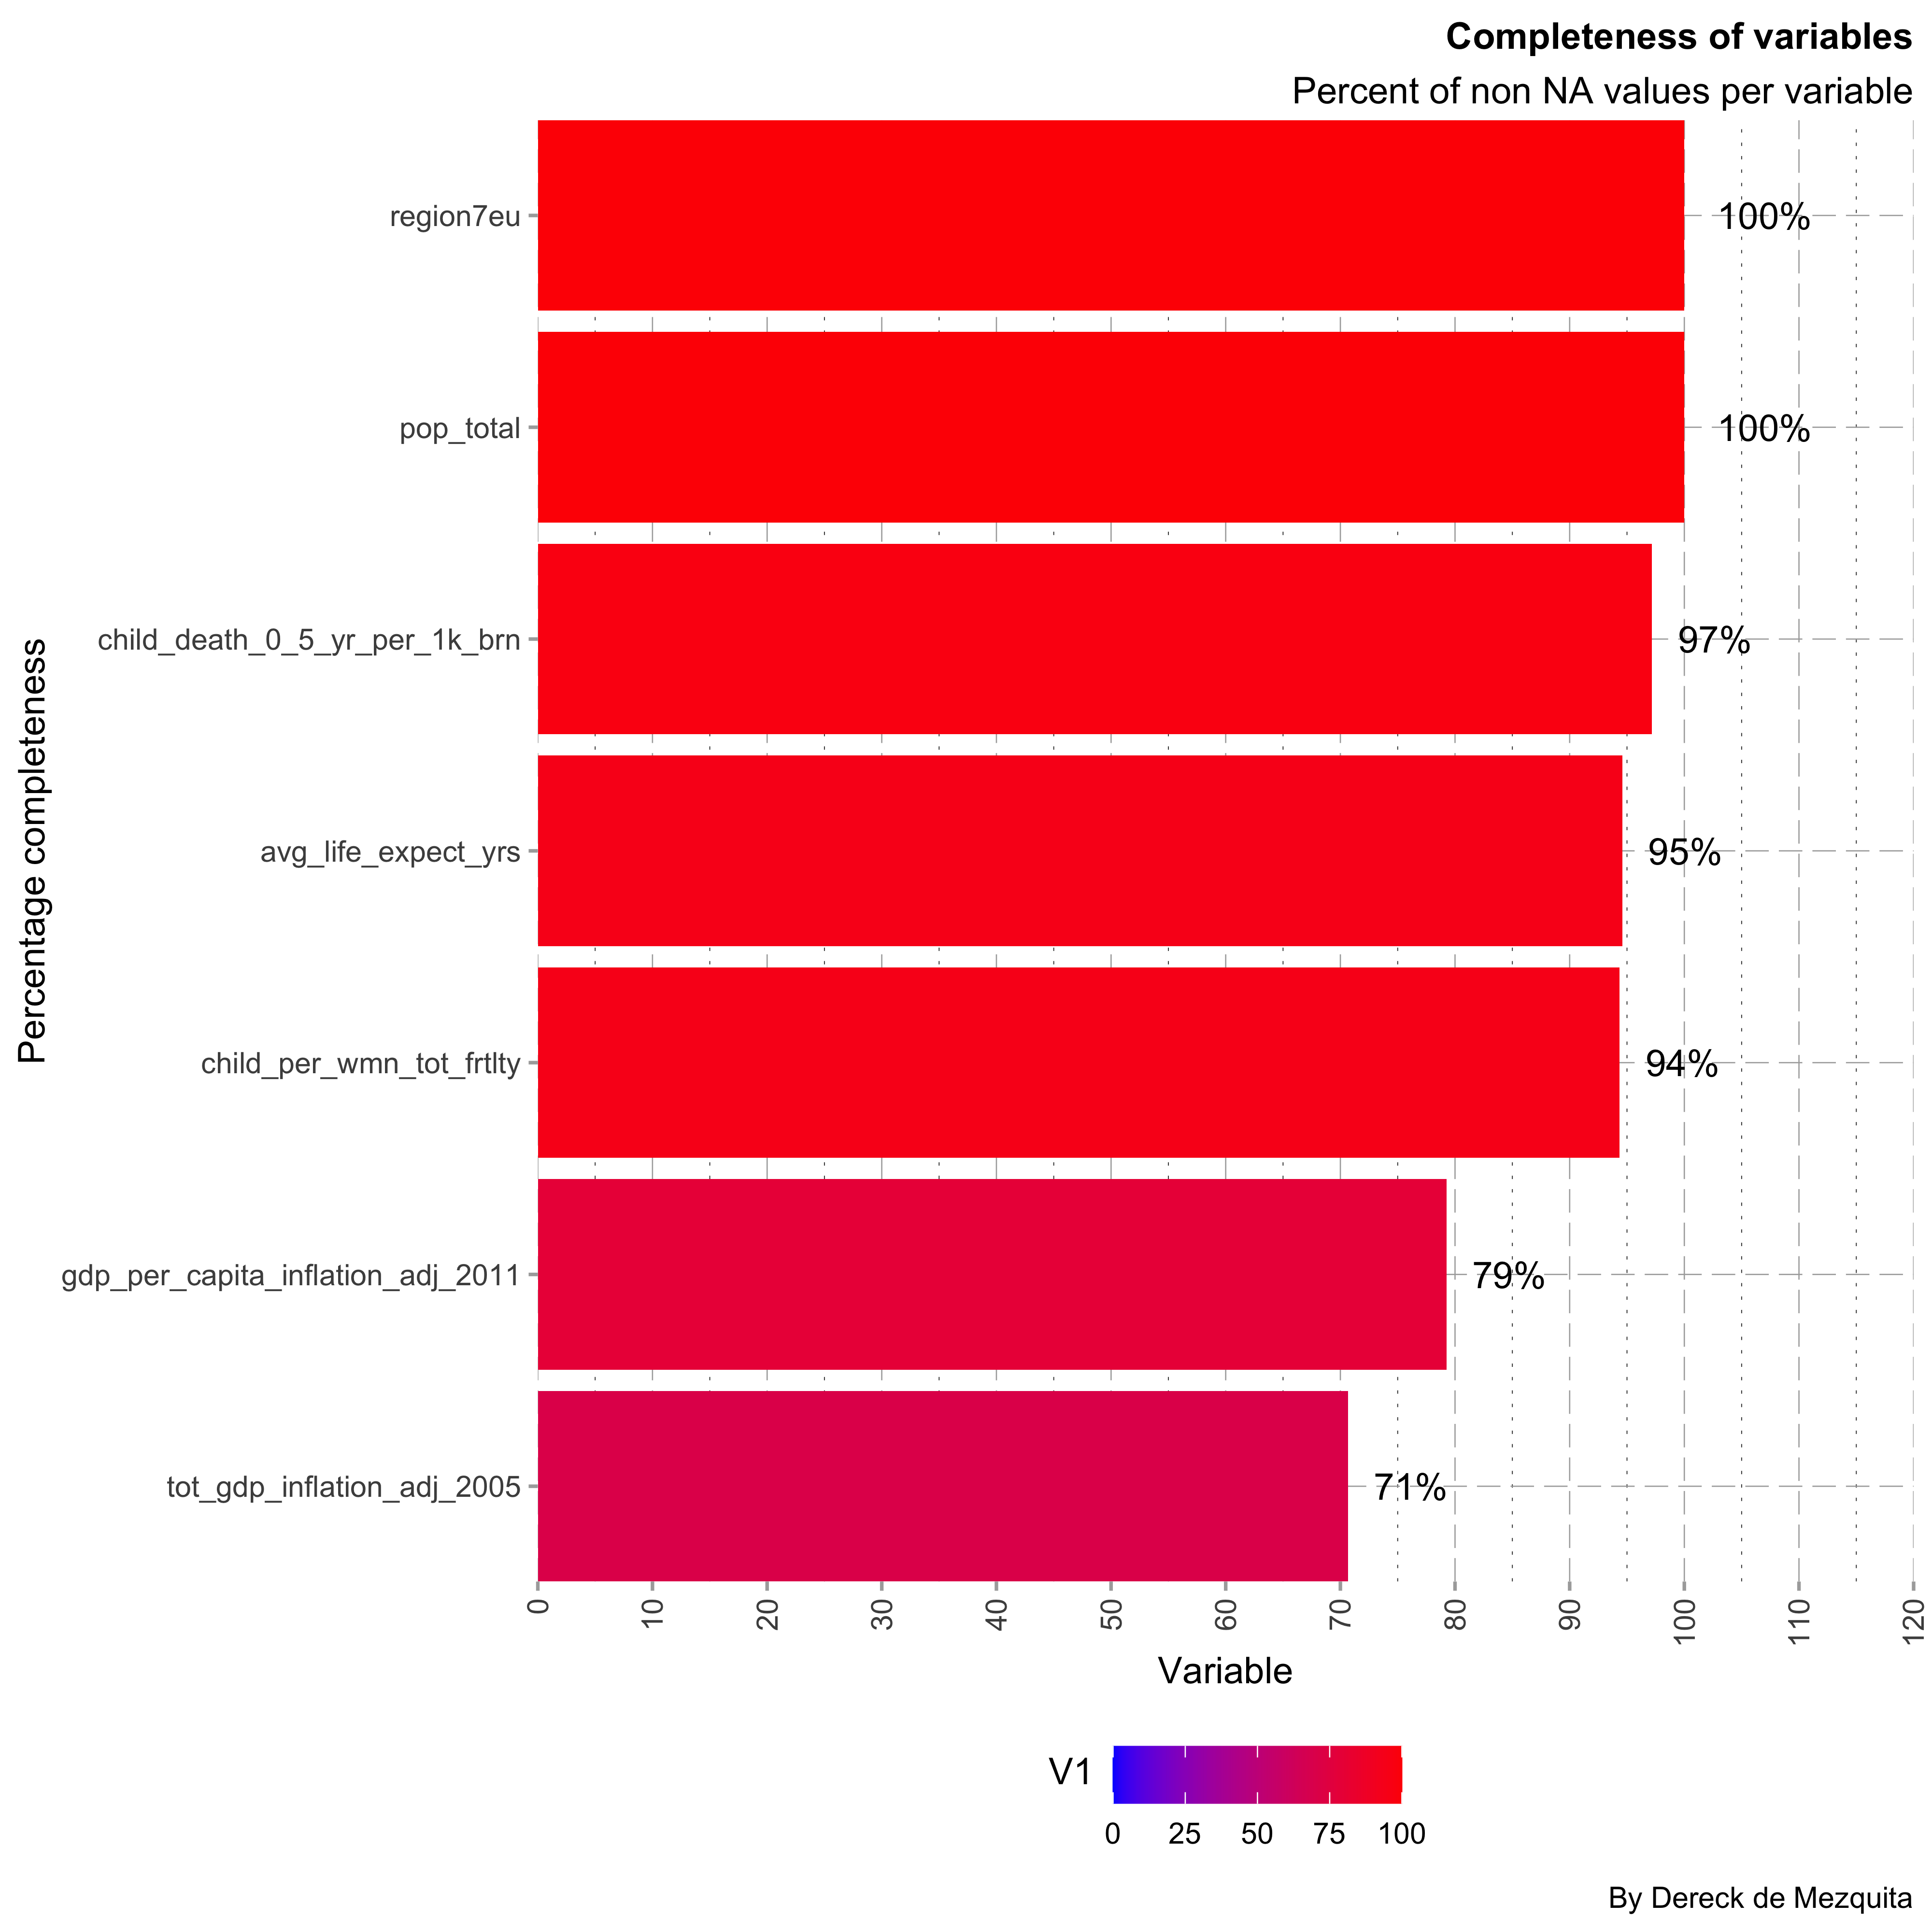 Completeness of variables
Percent of non NA values per variable
region7eu
100%
pop_total
100%
child_death_0_5_yr_per_1k_brn
97%
avg_life_expect_yrs
95%
child_per_wmn_tot_frtlty
94%
gdp_per_capita_inflation_adj_2011
79%
tot_gdp_inflation_adj_2005
71%
Percentage completeness
0 10 20 30 40 50 60 70 80 90 100 110 120
Variable
V1
0 25 50 75 100
By Dereck de Mezquita